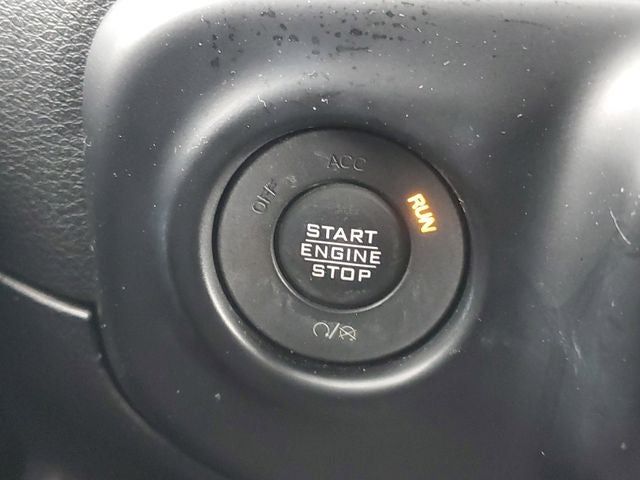 ACC
OFF
RUN
START
ENGINE
STOP